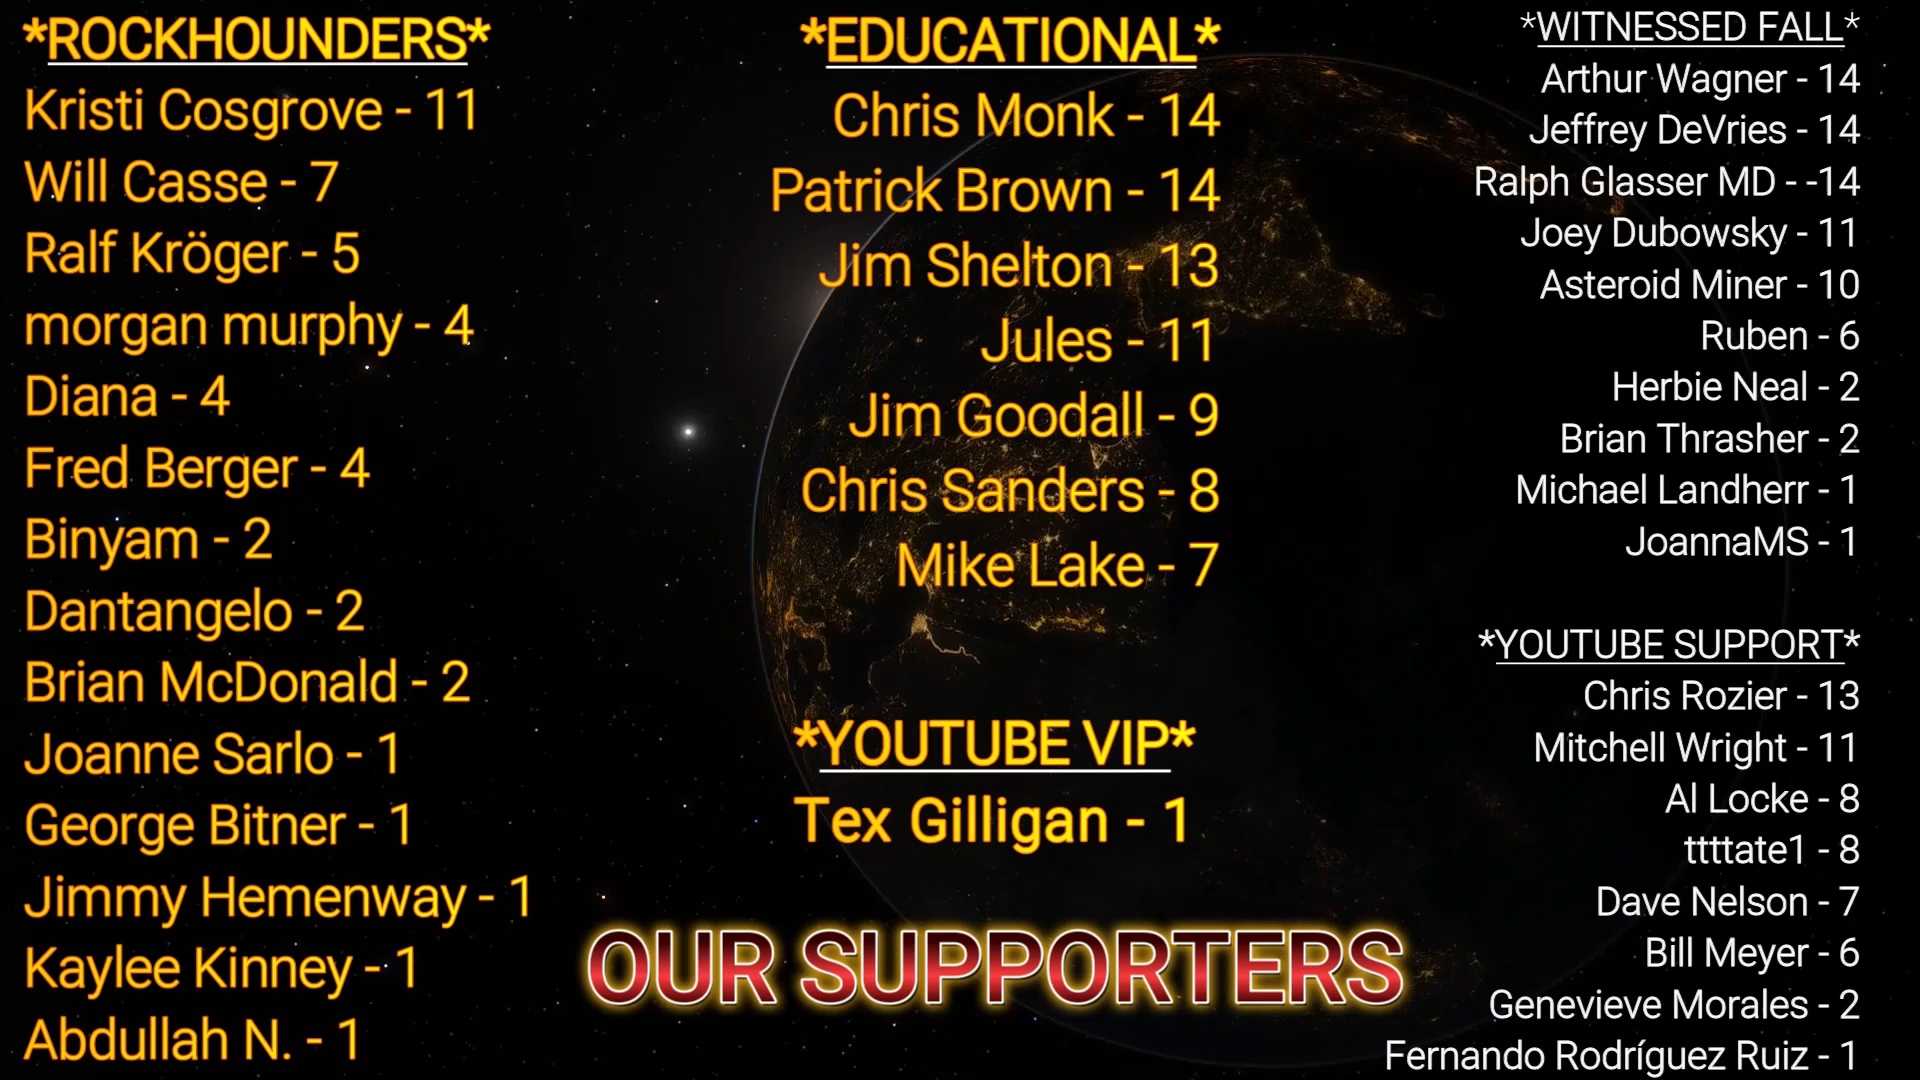 *ROCKHOUNDERS*
Kristi Cosgrove - 11
Will Casse - 7
Ralf Kröger - 5
morgan murphy - 4
Diana - 4
Fred Berger - 4
Binyam - 2
Dantangelo - 2
Brian McDonald - 2
Joanne Sarlo - 1
George Bitner - 1
Jimmy Hemenway - 1
Kaylee Kinney - 1
Abdullah N. - 1
*EDUCATIONAL*
Chris Monk - 14
Patrick Brown - 14
Jim Shelton - 13
Jules - 11
Jim Goodall - 9
Chris Sanders - 8
Mike Lake - 7
*YOUTUBE VIP*
Tex Gilligan - 1
OUR SUPPORTERS
*WITNESSED FALL*
Arthur Wagner - 14
Jeffrey DeVries - 14
Ralph Glasser MD - -14
Joey Dubowsky - 11
Asteroid Miner - 10
Ruben - 6
Herbie Neal - 2
Brian Thrasher - 2
Michael Landherr - 1
JoannaMS - 1
*YOUTUBE SUPPORT*
Chris Rozier - 13
Mitchell Wright - 11
Al Locke - 8
ttttate1 - 8
Dave Nelson - 7
Bill Meyer - 6
Genevieve Morales - 2
Fernando Rodríguez Ruiz - 1